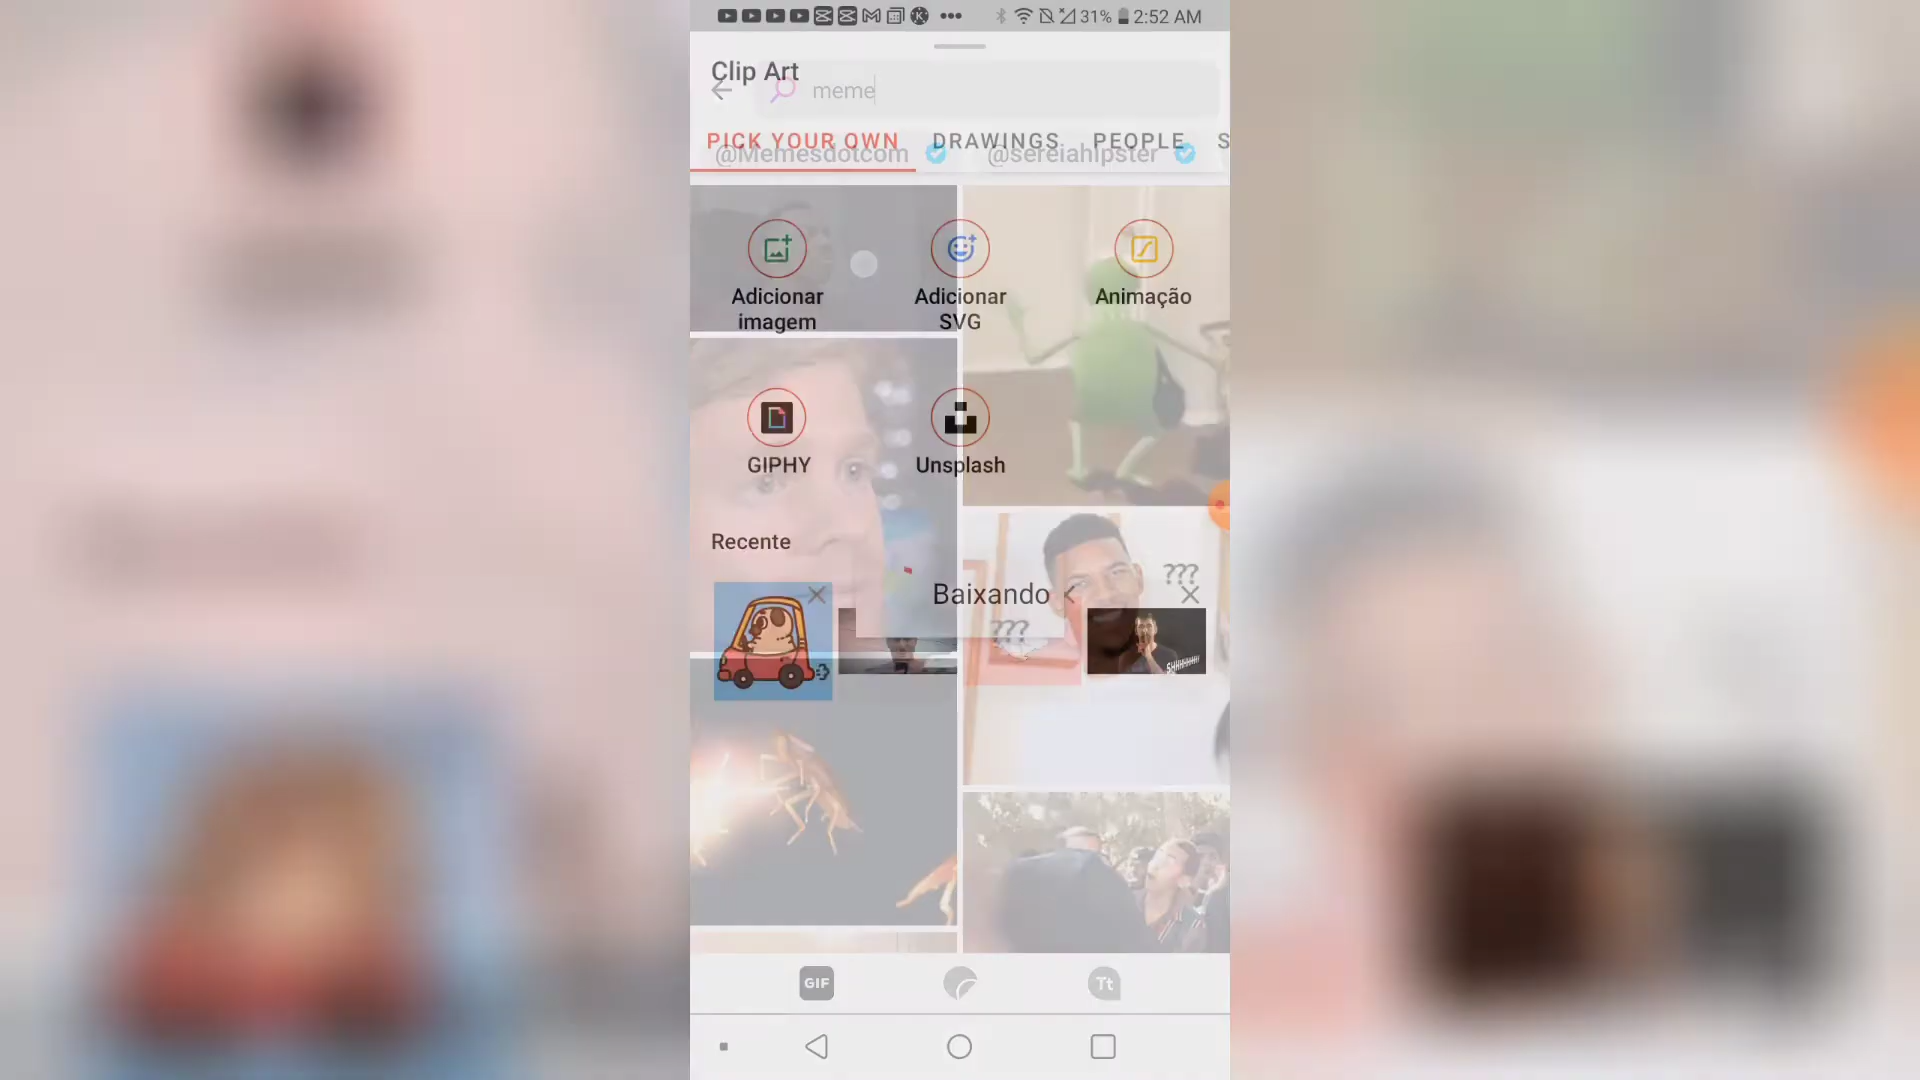 31% 2:52 AM
Clip Art
meme
PICK YOUR OWN DRAWINGS PEOPLE S
@Memesdotcom @sereiahipster
Adicionar imagem
Adicionar SVG
Animação
GIPHY
Unsplash
Recente
???
Baixando
???
SHHHHHHH
GIF
Tt